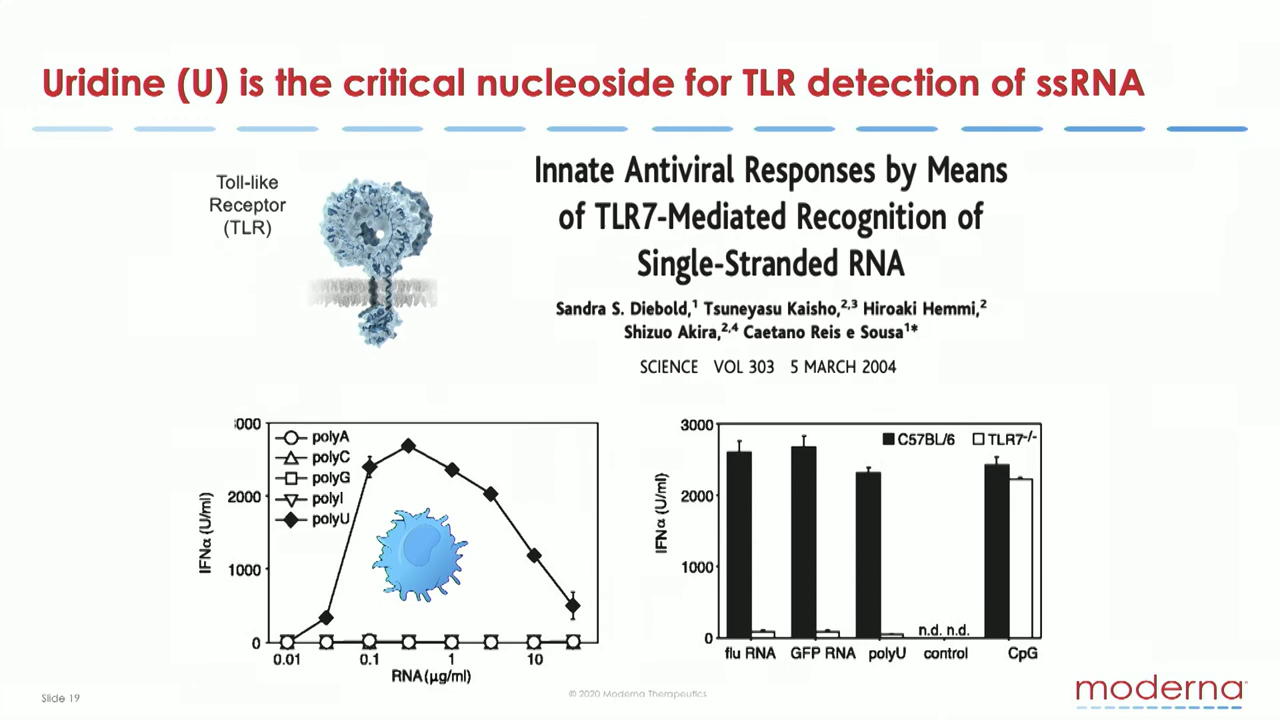 Uridine (U) is the critical nucleoside for TLR detection of ssRNA
Toll-like
Receptor
(TLR)
Innate Antiviral Responses by Means
of TLR7-Mediated Recognition of
Single-Stranded RNA
Sandra S. Diebold,¹ Tsuneyasu Kaisho,²,³ Hiroaki Hemmi,²
Shizuo Akira,²,⁴ Caetano Reis e Sousa¹*
SCIENCE VOL 303 5 MARCH 2004
polyA
polyC
polyG
polyI
polyU
IFNα (U/ml)
2000
1000
0
0.01 0.1 1 10
RNA (μg/ml)
C57BL/6 TLR7⁻/⁻
IFNα (U/ml)
3000
2000
1000
0
n.d. n.d.
flu RNA GFP RNA polyU control CpG
Slide 19
© 2020 Moderna Therapeutics
moderna